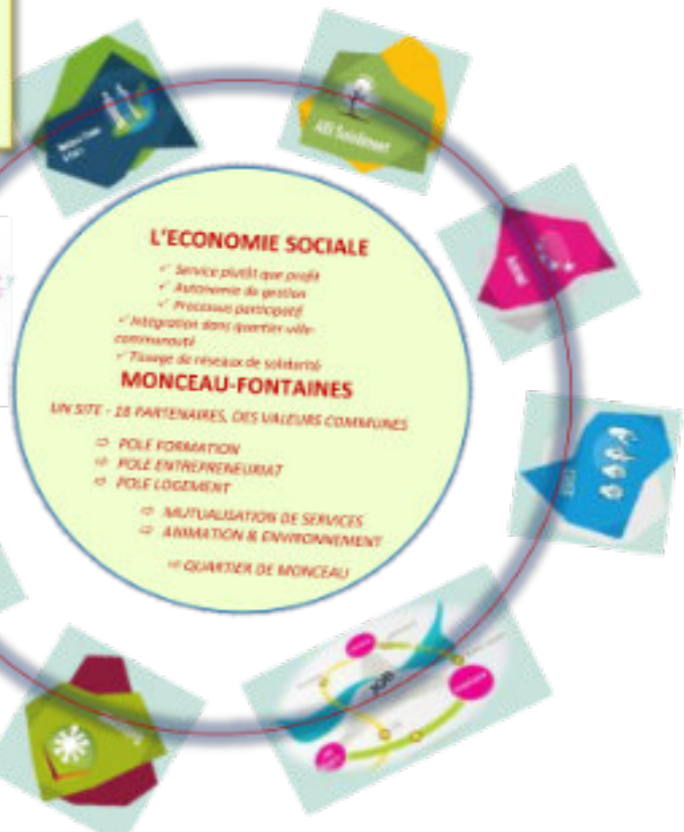 L'ECONOMIE SOCIALE
✓ Service plutôt que profit
✓ Autonomie de gestion
✓ Processus participatif
✓ Intégration dans quartier-ville-
communauté
✓ Tissage de réseaux de solidarité
MONCEAU-FONTAINES
UN SITE - 18 PARTENAIRES, DES VALEURS COMMUNES
⇨ POLE FORMATION
⇨ POLE ENTREPRENEURIAT
⇨ POLE LOGEMENT
⇨ MUTUALISATION DE SERVICES
⇨ ANIMATION & ENVIRONNEMENT
⇨ QUARTIER DE MONCEAU